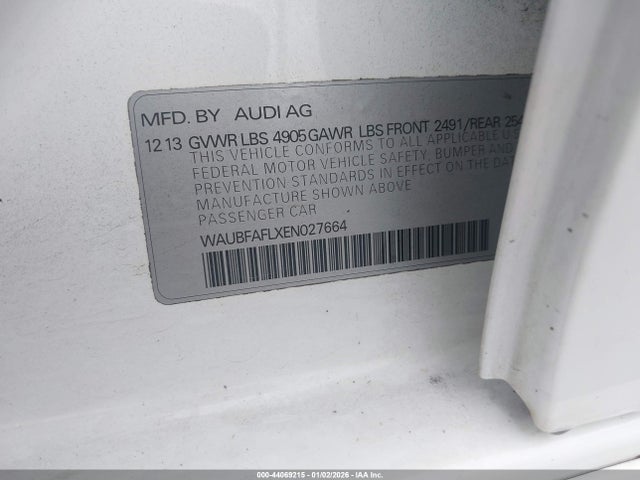 MFD. BY AUDI AG
12 13 GVWR LBS 4905 GAWR LBS FRONT 2491/REAR 254
THIS VEHICLE CONFORMS TO ALL APPLICABLE U.S
FEDERAL MOTOR VEHICLE SAFETY, BUMPER AND
PREVENTION STANDARDS IN EFFECT ON THE DAT
MANUFACTURE SHOWN ABOVE
PASSENGER CAR
WAUBFAFLXEN027664
000-44069215 - 01/02/2026 - IAA Inc.